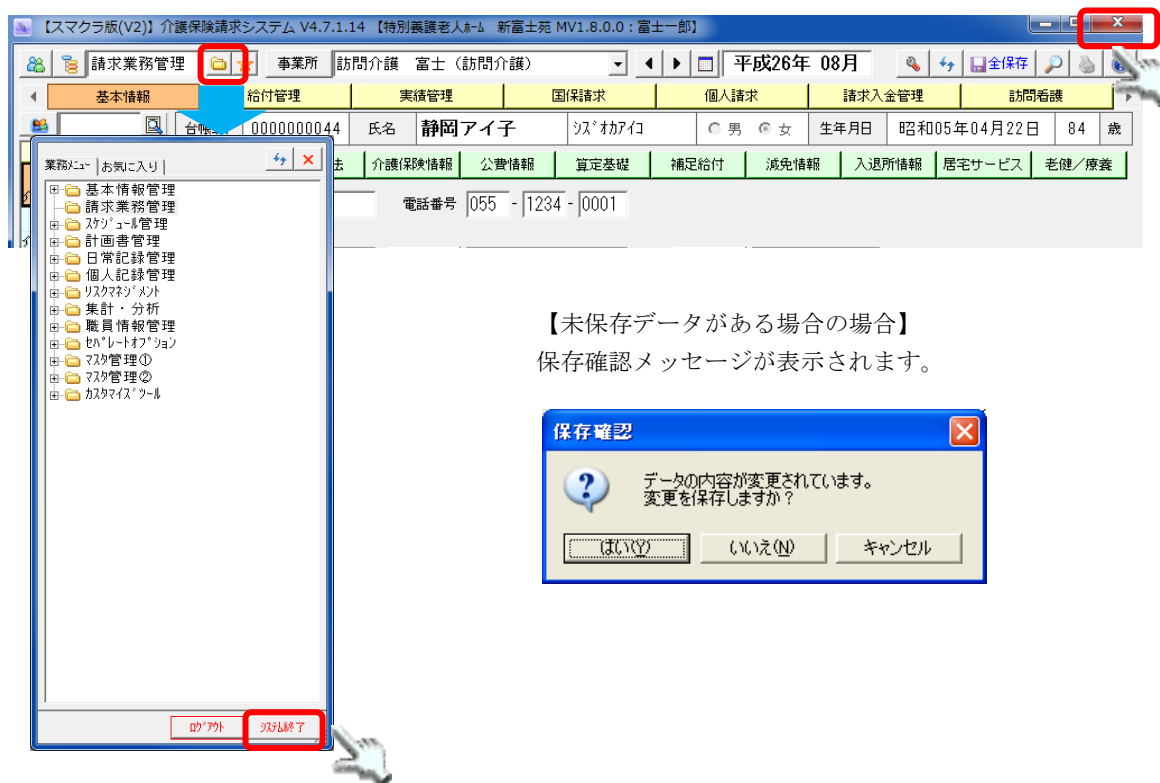 【スマクラ版(V2)】介護保険請求システム V4.7.1.14 【特別養護老人ﾎｰﾑ 新富士苑 MV1.8.0.0：富士一郎】
請求業務管理 事業所 訪問介護 富士（訪問介護） 平成26年 08月 全保存
基本情報 給付管理 実績管理 国保請求 個人請求 請求入金管理 訪問看護
0000000044 氏名 静岡アイ子 ｼｽﾞｵｶｱｲｺ 男 女 生年月日 昭和05年04月22日 84 歳
法 介護保険情報 公費情報 算定基礎 補足給付 減免情報 入退所情報 居宅サービス 老健／療養
電話番号 055 - 1234 - 0001
業務ﾒﾆｭｰ お気に入り
基本情報管理
請求業務管理
ｽｹｼﾞｭｰﾙ管理
計画書管理
日常記録管理
個人記録管理
ﾘｽｸﾏﾈｼﾞﾒﾝﾄ
集計・分析
職員情報管理
ｾﾊﾟﾚｰﾄｵﾌﾟｼｮﾝ
ﾏｽﾀ管理①
ﾏｽﾀ管理②
ｶｽﾀﾏｲｽﾞﾂｰﾙ
ﾛｸﾞｱｳﾄ ｼｽﾃﾑ終了
【未保存データがある場合の場合】
保存確認メッセージが表示されます。
保存確認
データの内容が変更されています。
変更を保存しますか？
はい(Y) いいえ(N) キャンセル